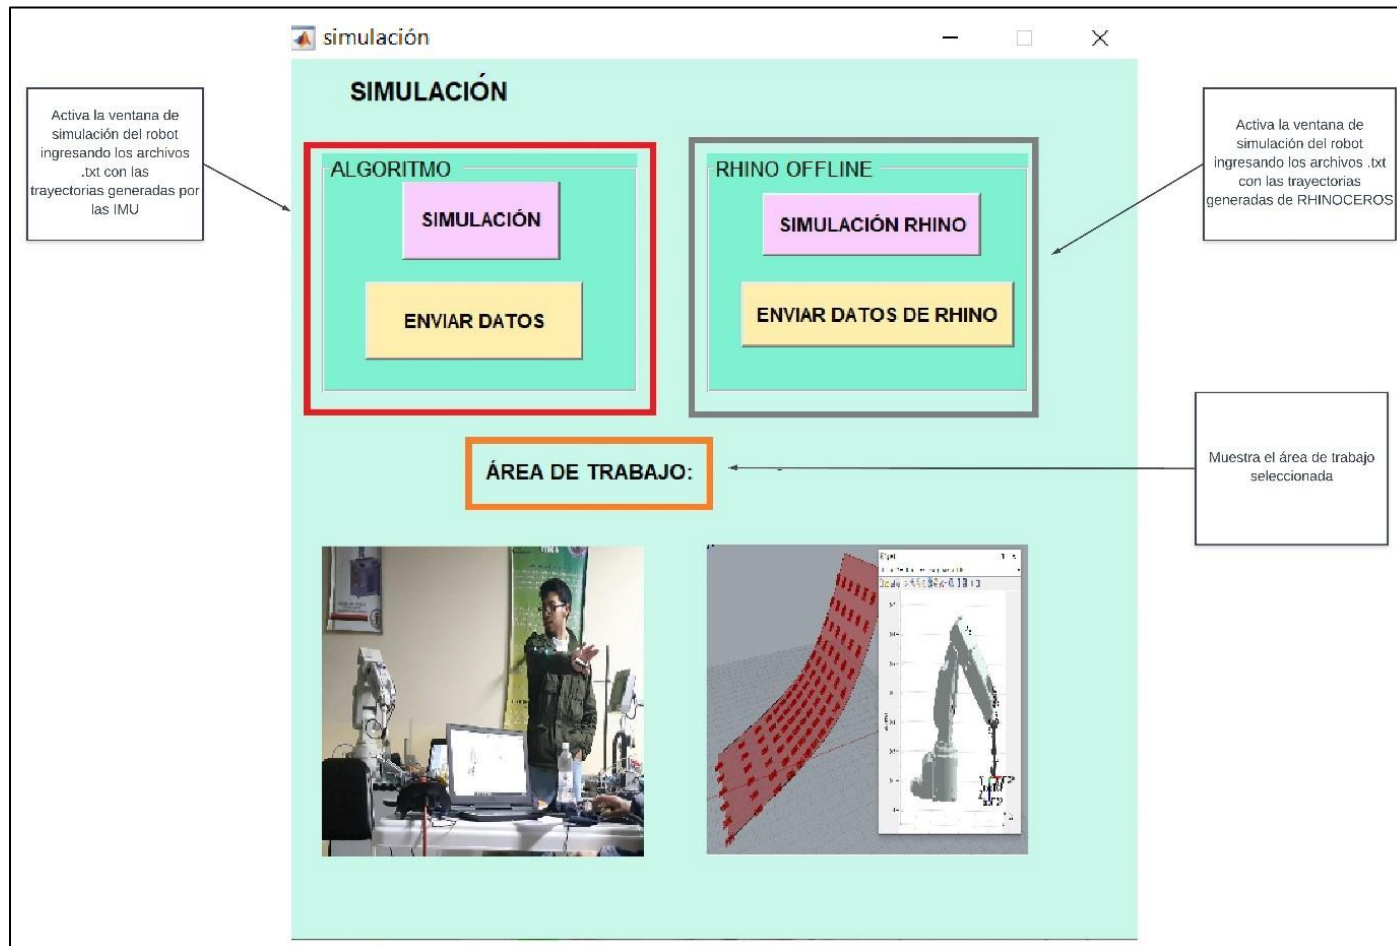 simulación
SIMULACIÓN
Activa la ventana de
simulación del robot
ingresando los archivos
.txt con las
trayectorias generadas por
las IMU
ALGORITMO
SIMULACIÓN
ENVIAR DATOS
RHINO OFFLINE
SIMULACIÓN RHINO
ENVIAR DATOS DE RHINO
Activa la ventana de
simulación del robot
ingresando los archivos .txt
con las trayectorias
generadas de RHINOCEROS
ÁREA DE TRABAJO:
Muestra el área de trabajo
seleccionada